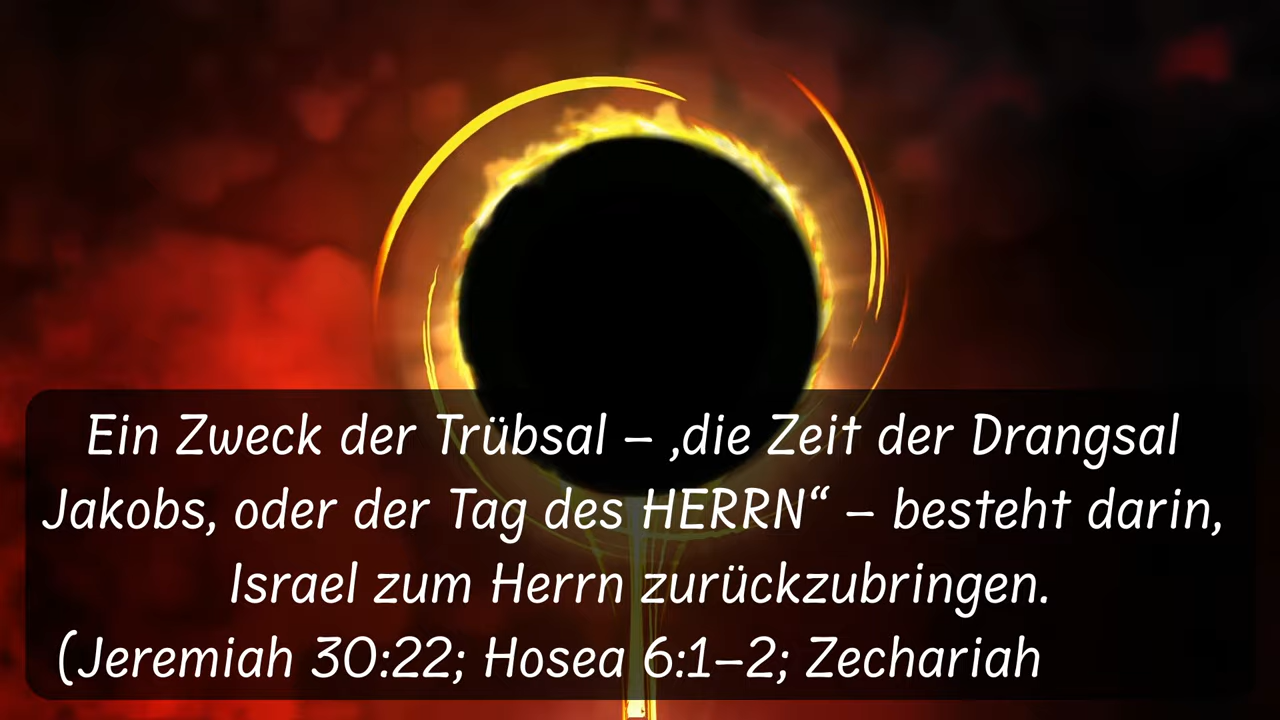 Ein Zweck der Trübsal – ‚die Zeit der Drangsal
Jakobs, oder der Tag des HERRN“ – besteht darin,
Israel zum Herrn zurückzubringen.
(Jeremiah 30:22; Hosea 6:1–2; Zechariah